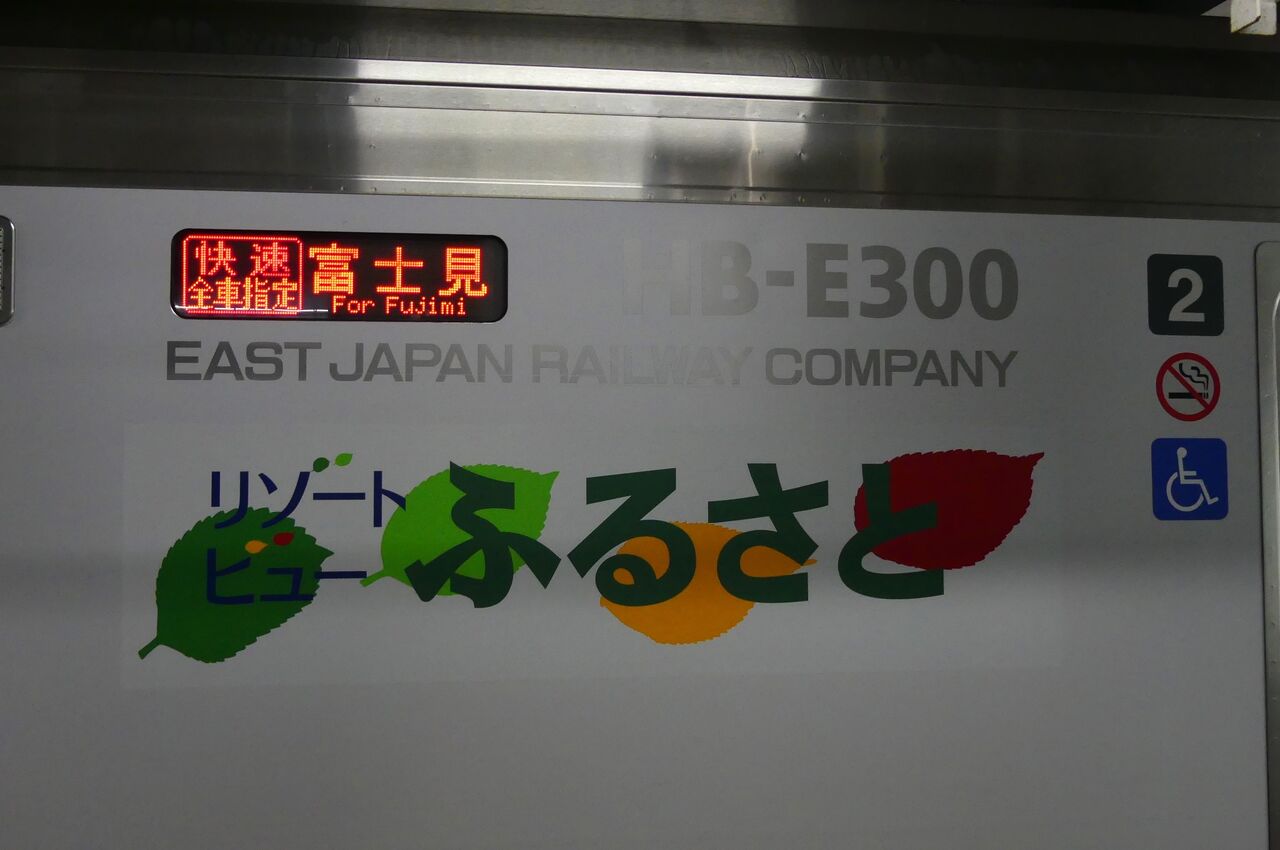 快速 富士見
全車指定 For Fujimi
HB-E300
EAST JAPAN RAILWAY COMPANY
2
リゾート
ビュー
ふるさと